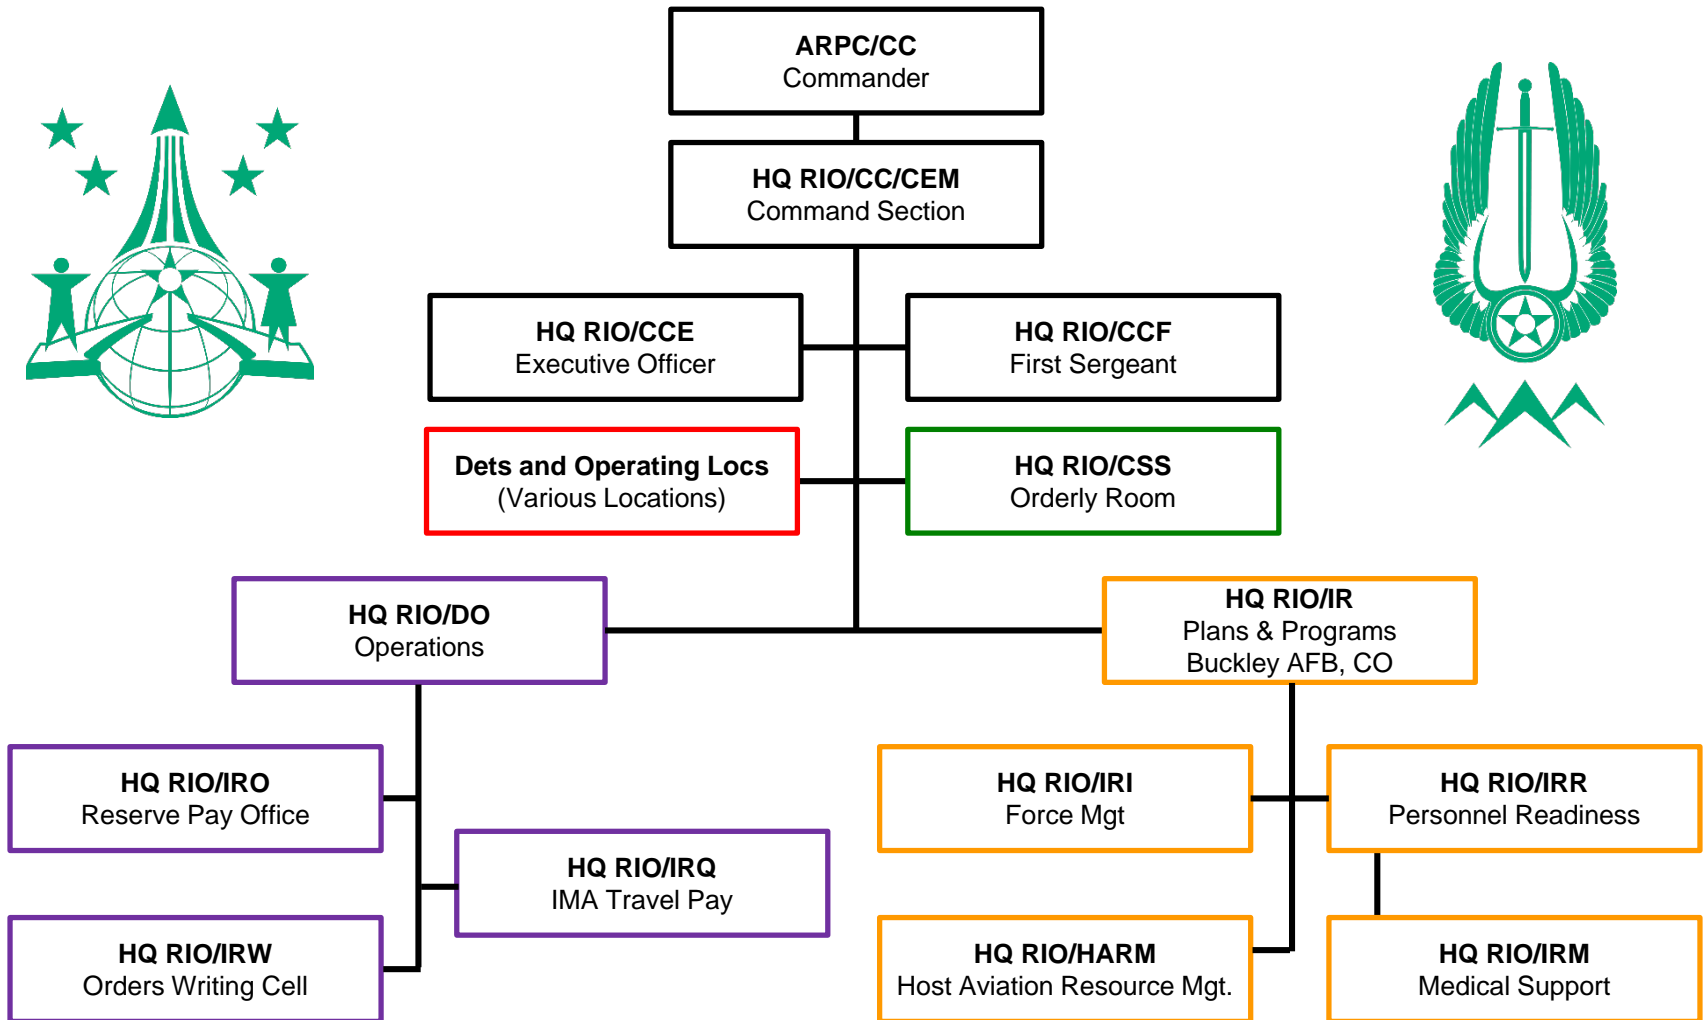 ARPC/CC
Commander
HQ RIO/CC/CEM
Command Section
HQ RIO/CCE
Executive Officer
HQ RIO/CCF
First Sergeant
Dets and Operating Locs
(Various Locations)
HQ RIO/CSS
Orderly Room
HQ RIO/DO
Operations
HQ RIO/IR
Plans & Programs
Buckley AFB, CO
HQ RIO/IRO
Reserve Pay Office
HQ RIO/IRQ
IMA Travel Pay
HQ RIO/IRW
Orders Writing Cell
HQ RIO/IRI
Force Mgt
HQ RIO/IRR
Personnel Readiness
HQ RIO/HARM
Host Aviation Resource Mgt.
HQ RIO/IRM
Medical Support